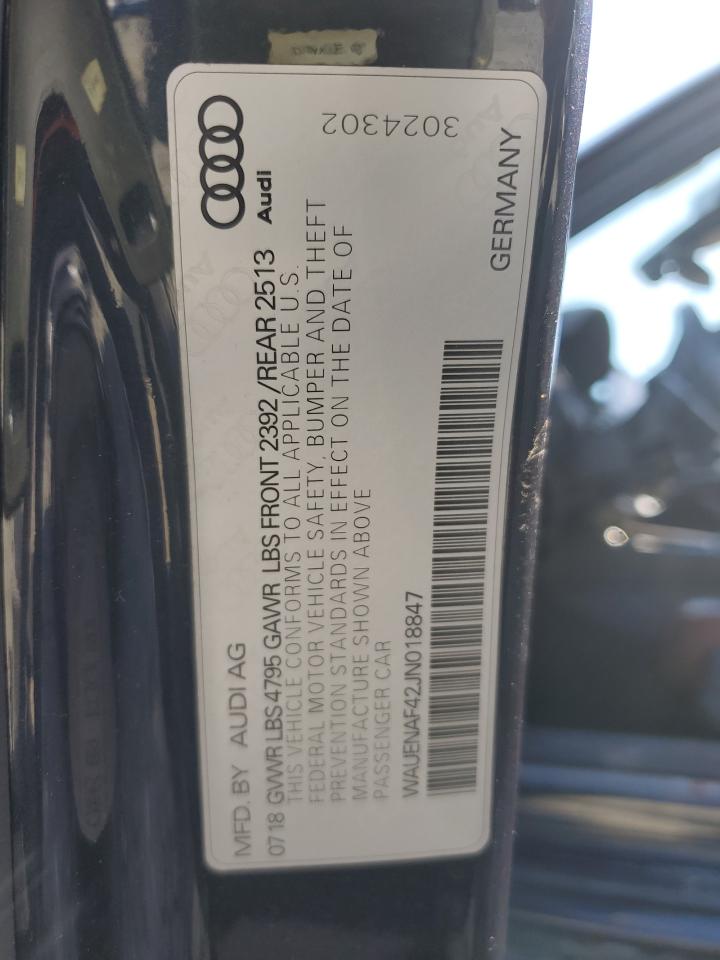 MFD. BY AUDI AG
Audi
0718 GVWR LBS 4795 GAWR LBS FRONT 2392 /REAR 2513
THIS VEHICLE CONFORMS TO ALL APPLICABLE U.S.
FEDERAL MOTOR VEHICLE SAFETY, BUMPER AND THEFT
PREVENTION STANDARDS IN EFFECT ON THE DATE OF
MANUFACTURE SHOWN ABOVE
PASSENGER CAR
3024302
WAUENAF42JN018847
GERMANY